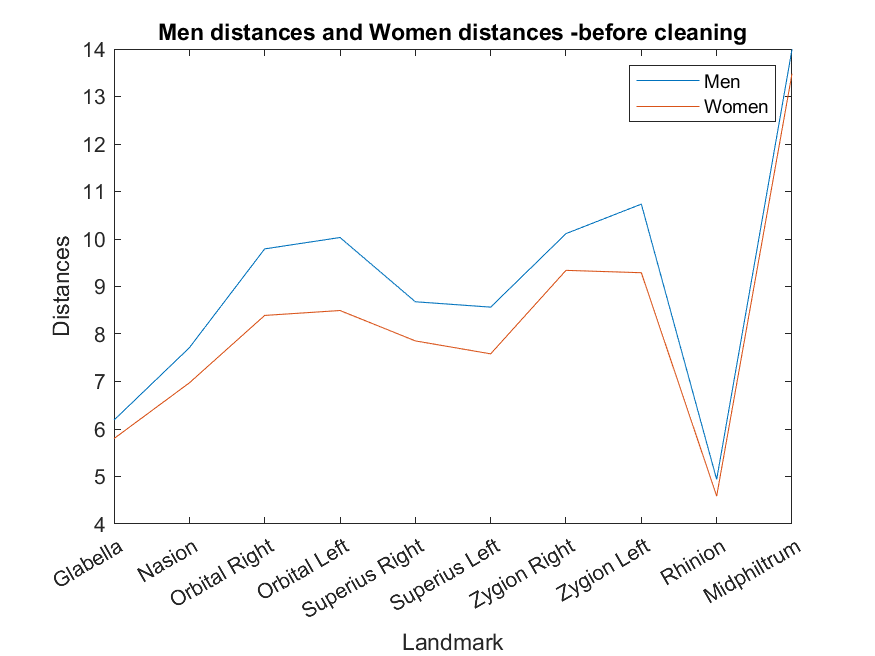 Men distances and Women distances -before cleaning
Men
Women
14
13
12
11
10
9
8
7
6
5
4
Distances
Glabella
Nasion
Orbital Right
Orbital Left
Superius Right
Superius Left
Zygion Right
Zygion Left
Rhinion
Midphiltrum
Landmark